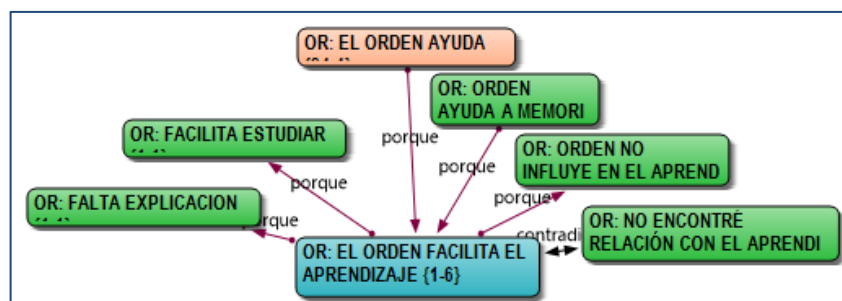 OR: EL ORDEN AYUDA
OR: ORDEN
AYUDA A MEMORI
porque
OR: FACILITA ESTUDIAR
porque
OR: ORDEN NO
INFLUYE EN EL APREND
porque
porque
OR: FALTA EXPLICACION
porque
OR: NO ENCONTRÉ
RELACIÓN CON EL APRENDI
contradi
OR: EL ORDEN FACILITA EL
APRENDIZAJE {1-6}